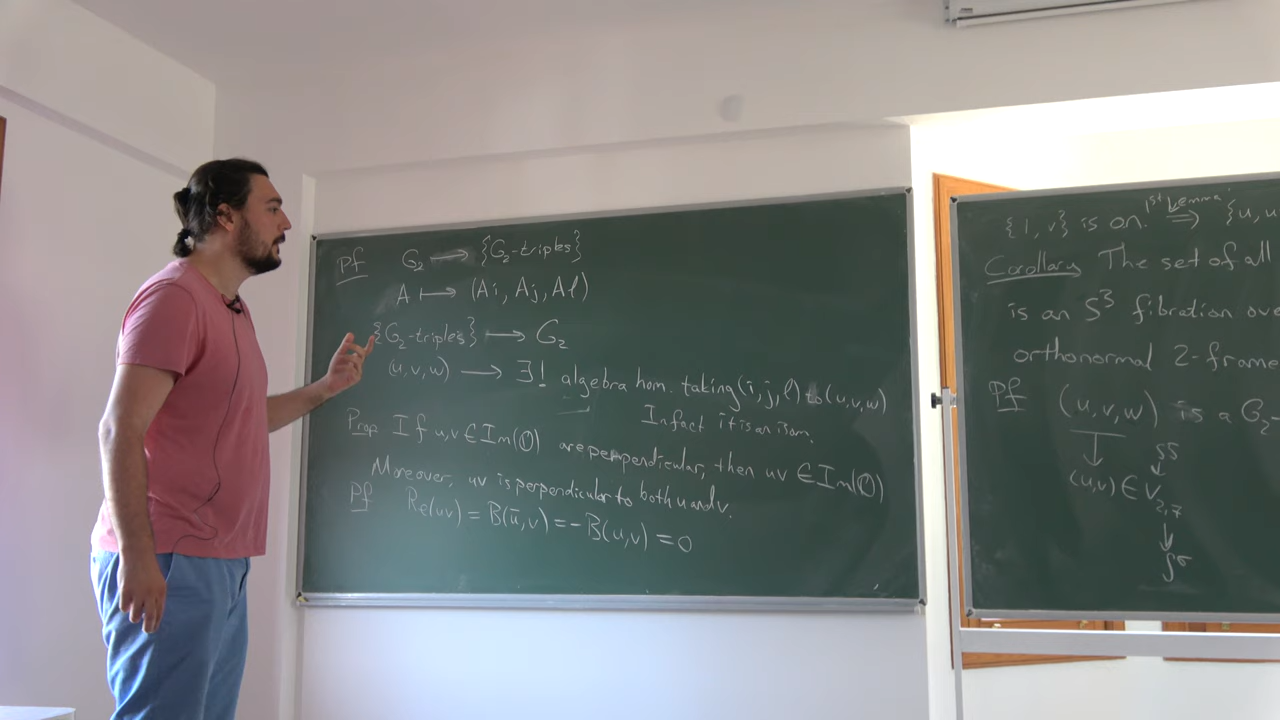 Pf G₂ → {G₂-triples}
A ↦ (Ai, Aj, Al)
{G₂-triples} ↦ G₂
(u,v,w) → ∃! algebra hom. taking (i,j,l) to (u,v,w)
In fact it is an isom.
Prop If u,v ∈ Im(𝕆) are perpendicular, then uv ∈ Im(𝕆)
Moreover, uv is perpendicular to both u and v.
Pf Re(uv) = B(ū,v) = -B(u,v) = 0
{1, v} is on. 1st Lemma ⇒ {u, u
Corollary The set of all
is an S³ fibration ove
orthonormal 2-frame
Pf (u,v,w) is a G₂-
↓ S⁵
↓
(u,v) ∈ V₂,₇
↓
S⁶